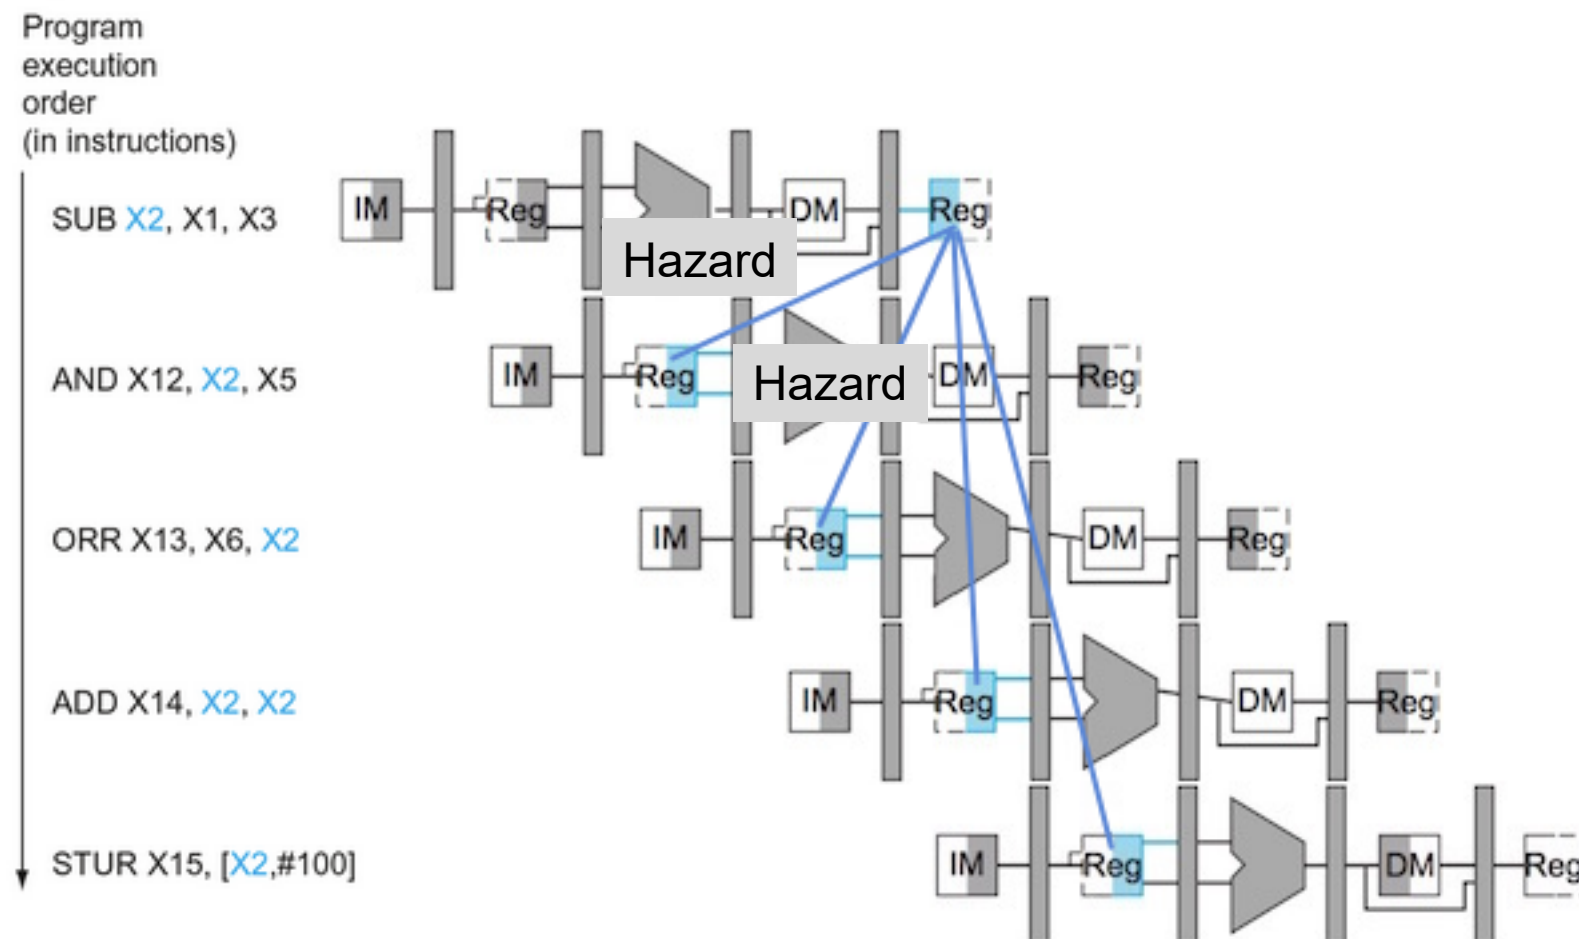 Program
execution
order
(in instructions)
SUB X2, X1, X3
IM
Reg
DM
Reg
Hazard
AND X12, X2, X5
IM
Reg
Hazard
DM
Reg
ORR X13, X6, X2
IM
Reg
DM
Reg
ADD X14, X2, X2
IM
Reg
DM
Reg
STUR X15, [X2,#100]
IM
Reg
DM
Reg